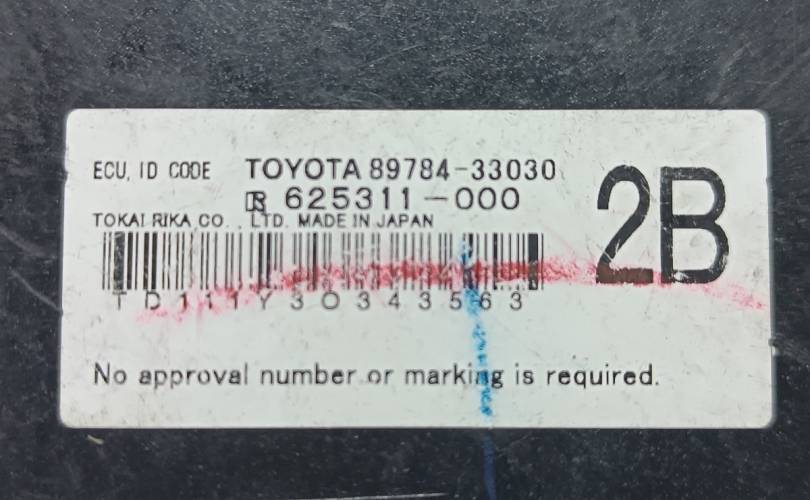 ECU, ID CODE TOYOTA 89784-33030
625311-000
2B
TOKAI RIKA CO., LTD. MADE IN JAPAN
TD111Y30343563
No approval number or marking is required.